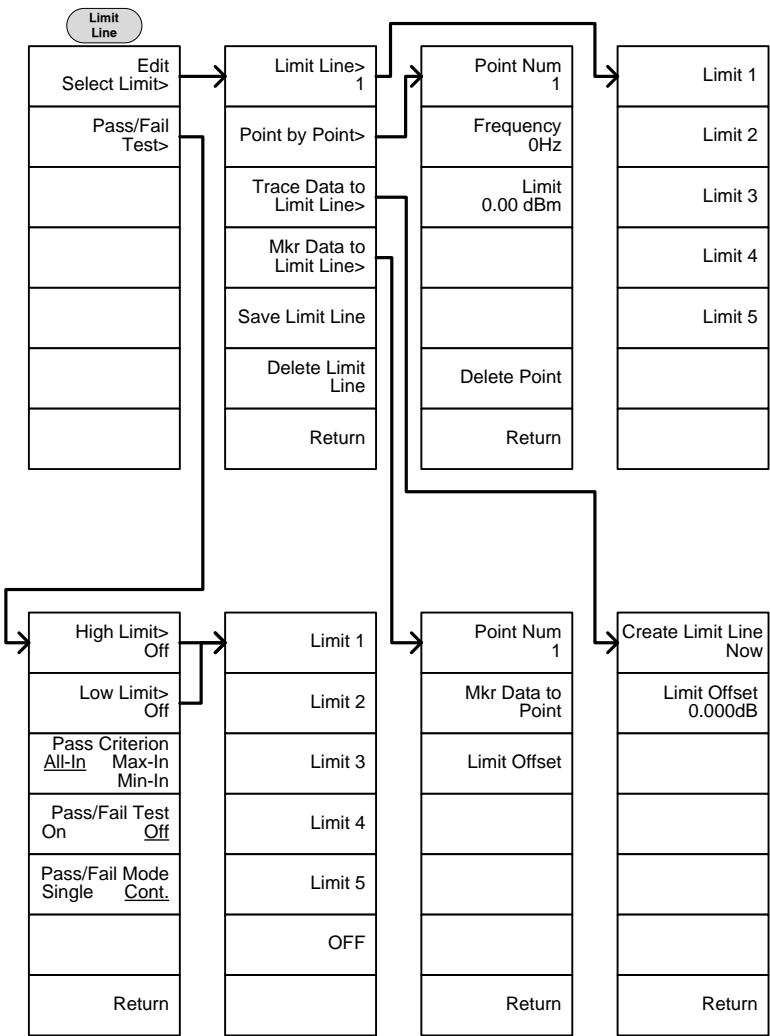 Limit
Line
Edit
Select Limit>
Pass/Fail
Test>
Limit Line>
1
Point by Point>
Trace Data to
Limit Line>
Mkr Data to
Limit Line>
Save Limit Line
Delete Limit
Line
Return
Point Num
1
Frequency
0Hz
Limit
0.00 dBm
Delete Point
Return
Limit 1
Limit 2
Limit 3
Limit 4
Limit 5
High Limit>
Off
Low Limit>
Off
Pass Criterion
All-In Max-In
Min-In
Pass/Fail Test
On Off
Pass/Fail Mode
Single Cont.
Return
Limit 1
Limit 2
Limit 3
Limit 4
Limit 5
OFF
Point Num
1
Mkr Data to
Point
Limit Offset
Return
Create Limit Line
Now
Limit Offset
0.000dB
Return